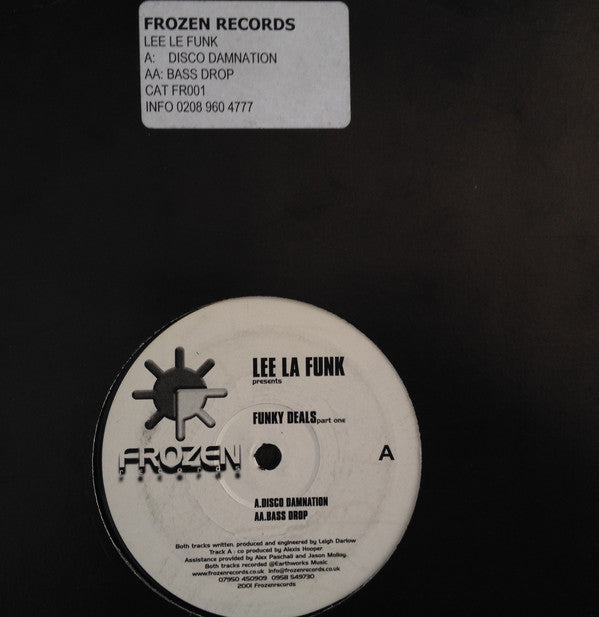 FROZEN RECORDS
LEE LE FUNK
A: DISCO DAMNATION
AA: BASS DROP
CAT FR001
INFO 0208 960 4777
LEE LA FUNK
presents
FUNKY DEALS part one
FROZEN
records
A
A.DISCO DAMNATION
AA.BASS DROP
Both tracks written, produced and engineered by Leigh Darlow
Track A : co produced by Alexis Hooper
Assistance provided by Alex Paschali and Jason Molloy.
Both tracks recorded @Earthworks Music
www.frozenrecords.co.uk info@frozenrecords.co.uk
07950 450909 0958 549730
2001 Frozenrecords